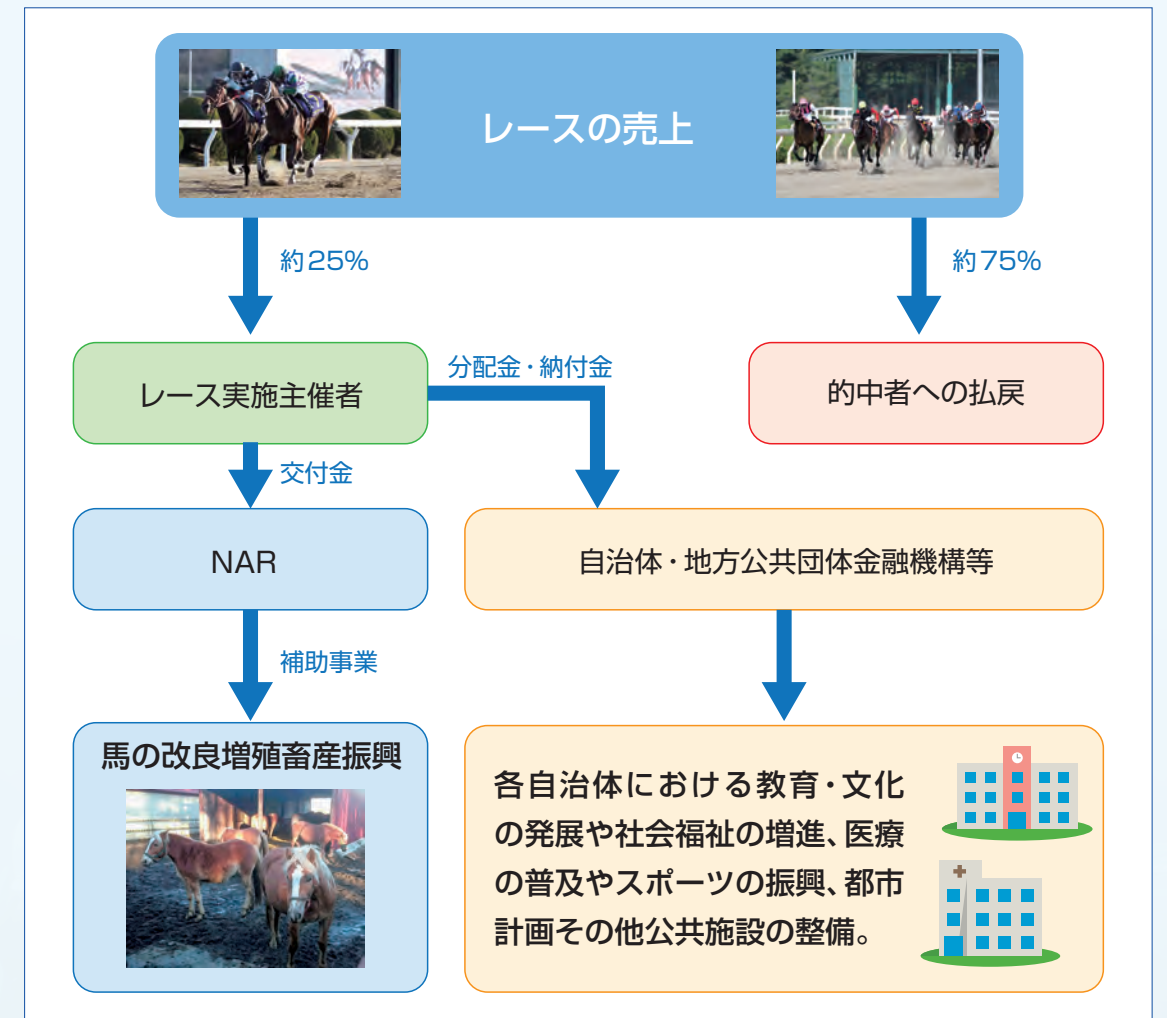 レースの売上
約25%
約75%
レース実施主催者
分配金・納付金
的中者への払戻
交付金
NAR
自治体・地方公共団体金融機構等
補助事業
馬の改良増殖畜産振興
各自治体における教育・文化
の発展や社会福祉の増進、医療
の普及やスポーツの振興、都市
計画その他公共施設の整備。